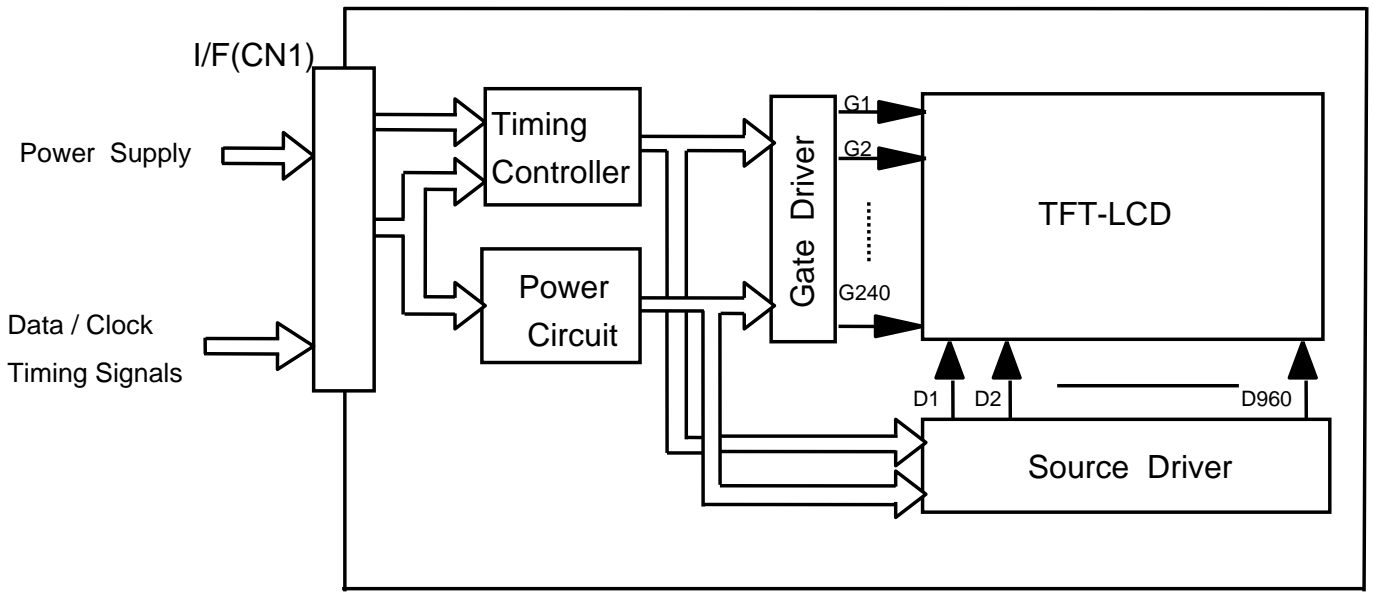 I/F(CN1)
Power Supply
Data / Clock
Timing Signals
Timing
Controller
Power
Circuit
Gate Driver
G1
G2
G240
TFT-LCD
D1
D2
D960
Source Driver